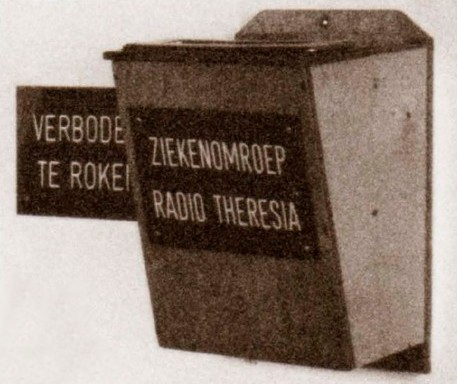 VERBODE
TE ROKE
ZIEKENOMROEP
RADIO THERESIA